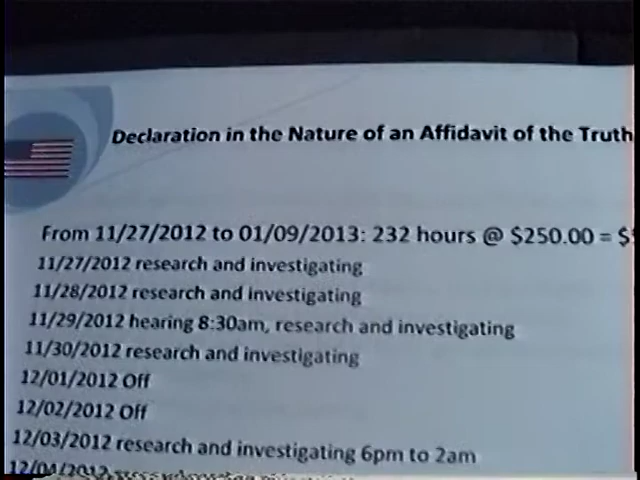 Declaration in the Nature of an Affidavit of the Truth
From 11/27/2012 to 01/09/2013: 232 hours @ $250.00 = $
11/27/2012 research and investigating
11/28/2012 research and investigating
11/29/2012 hearing 8:30am, research and investigating
11/30/2012 research and investigating
12/01/2012 Off
12/02/2012 Off
12/03/2012 research and investigating 6pm to 2am
12/04/2012